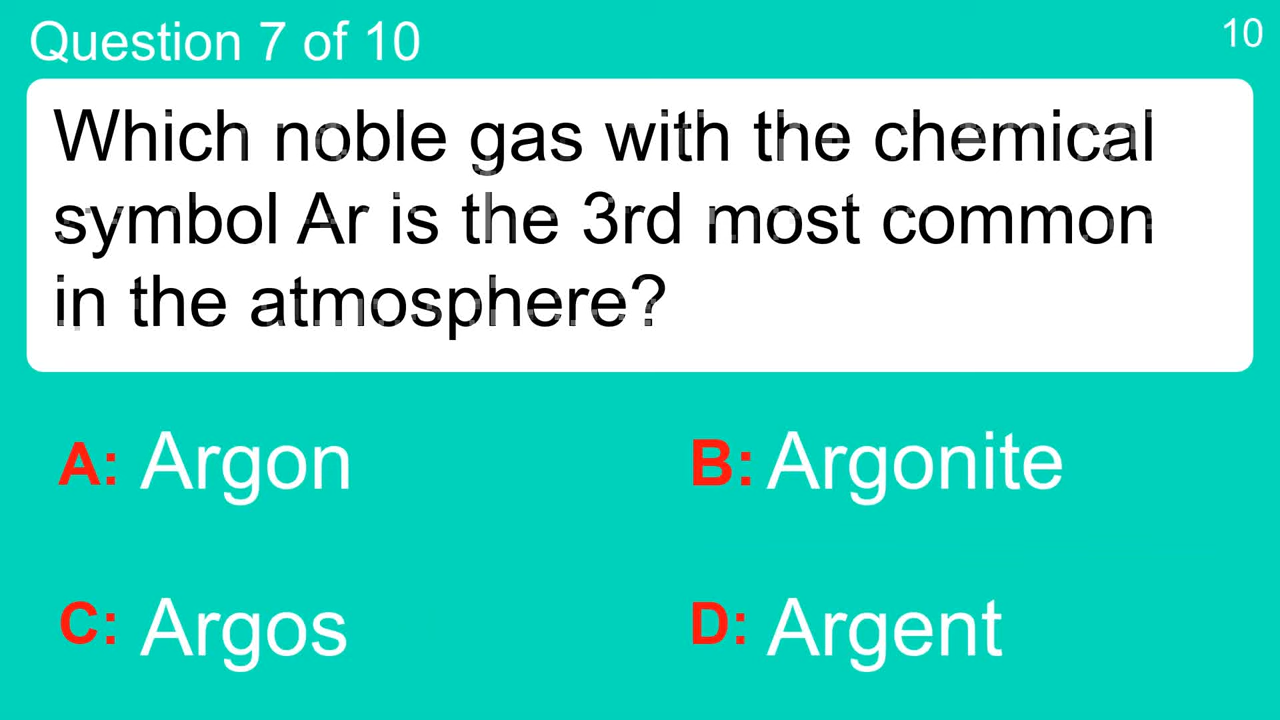 Question 7 of 10
10
Which noble gas with the chemical
symbol Ar is the 3rd most common
in the atmosphere?
A: Argon
B: Argonite
C: Argos
D: Argent